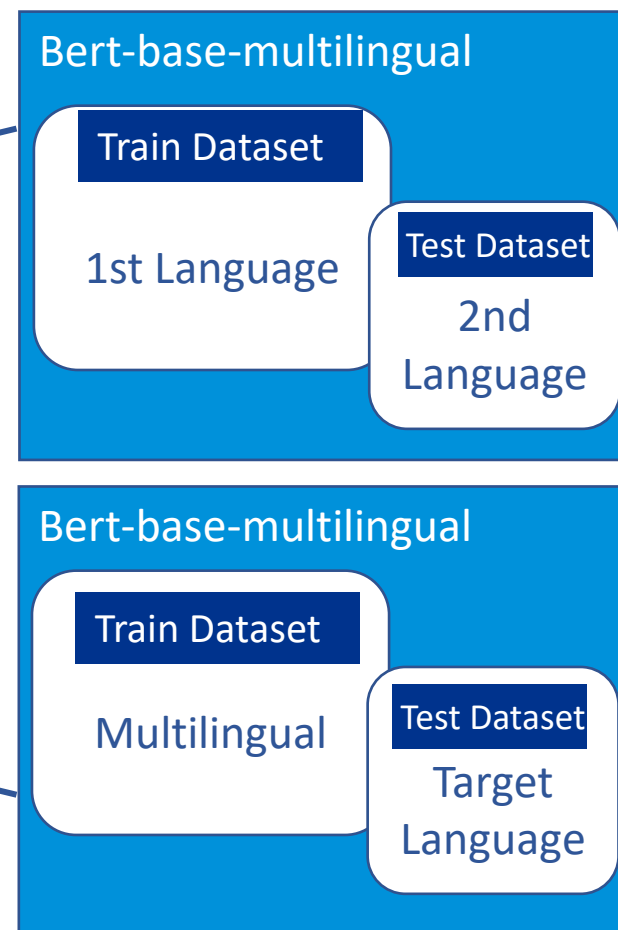 Bert-base-multilingual
Train Dataset
1st Language
Test Dataset
2nd
Language
Bert-base-multilingual
Train Dataset
Multilingual
Test Dataset
Target
Language